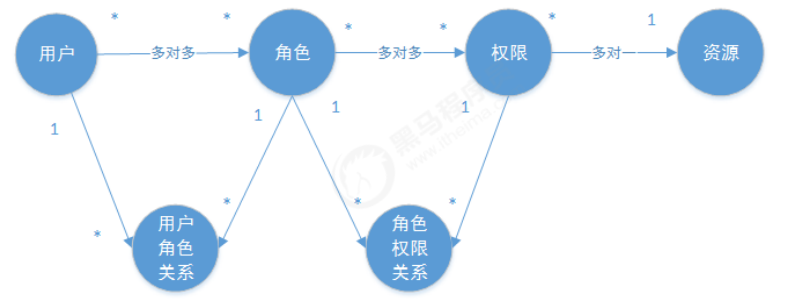 * * * * * 1
用户 多对多 角色 多对多 权限 多对一 资源
1 1 1 1
* * * *
用户
角色
关系
角色
权限
关系
黑马程序
www.itheima.c